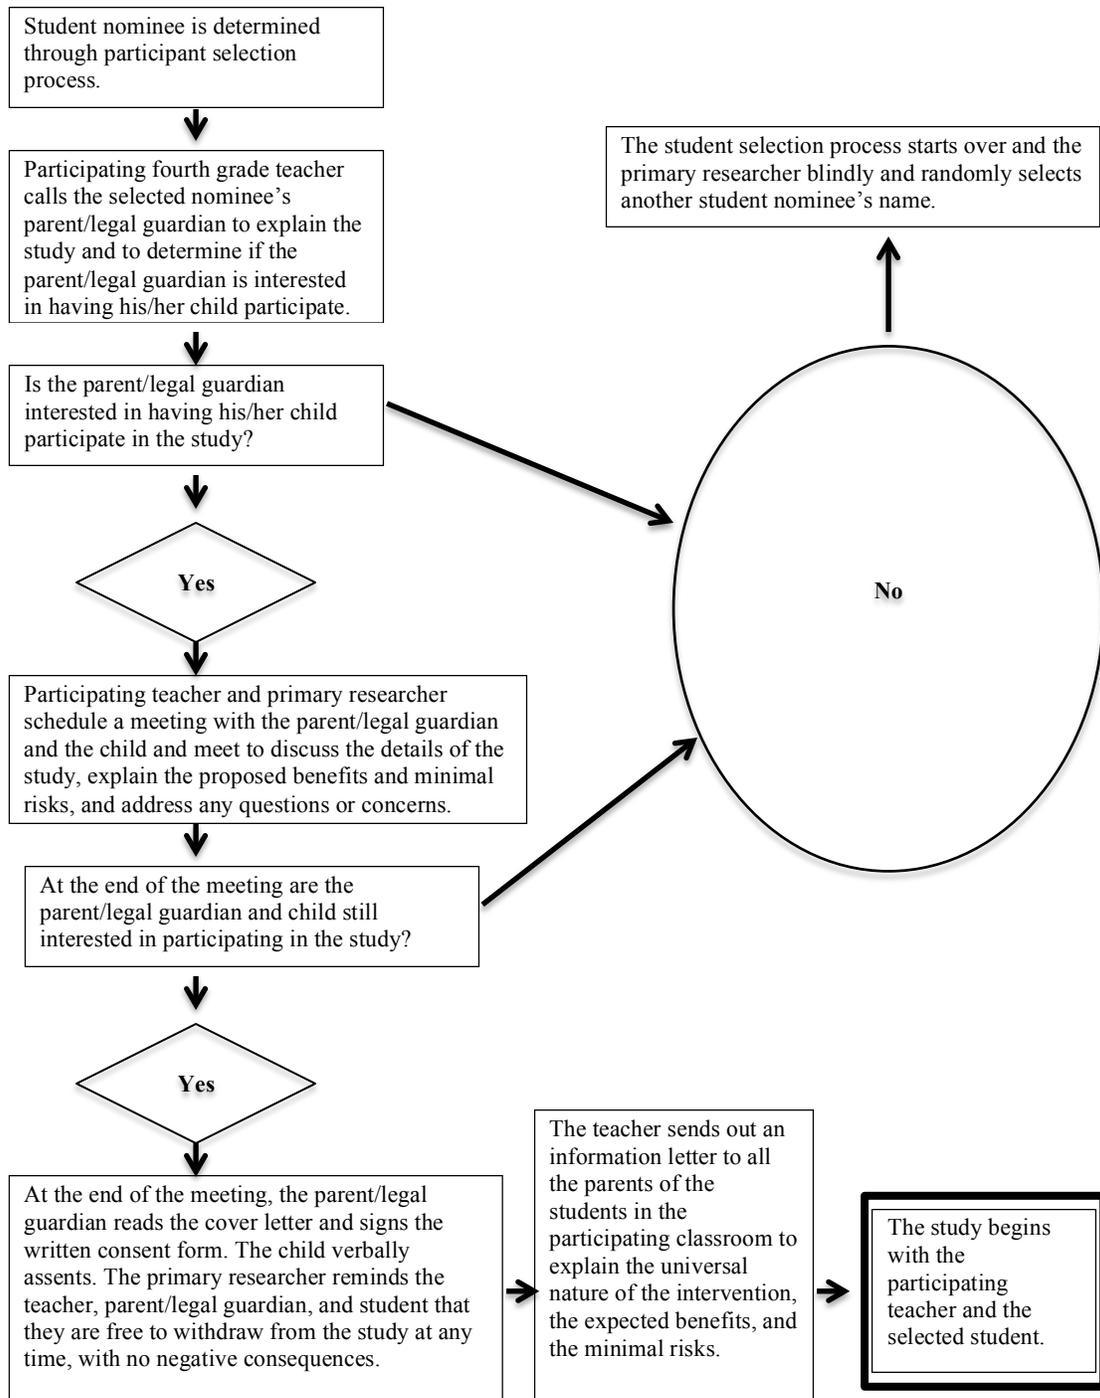 Student nominee is determined
through participant selection
process.
Participating fourth grade teacher
calls the selected nominee’s
parent/legal guardian to explain the
study and to determine if the
parent/legal guardian is interested
in having his/her child participate.
Is the parent/legal guardian
interested in having his/her child
participate in the study?
Yes
Participating teacher and primary researcher
schedule a meeting with the parent/legal guardian
and the child and meet to discuss the details of the
study, explain the proposed benefits and minimal
risks, and address any questions or concerns.
At the end of the meeting are the
parent/legal guardian and child still
interested in participating in the study?
Yes
At the end of the meeting, the parent/legal
guardian reads the cover letter and signs the
written consent form. The child verbally
assents. The primary researcher reminds the
teacher, parent/legal guardian, and student that
they are free to withdraw from the study at any
time, with no negative consequences.
The student selection process starts over and the
primary researcher blindly and randomly selects
another student nominee’s name.
No
The teacher sends out an
information letter to all
the parents of the
students in the
participating classroom to
explain the universal
nature of the intervention,
the expected benefits, and
the minimal risks.
The study begins
with the
participating
teacher and the
selected student.